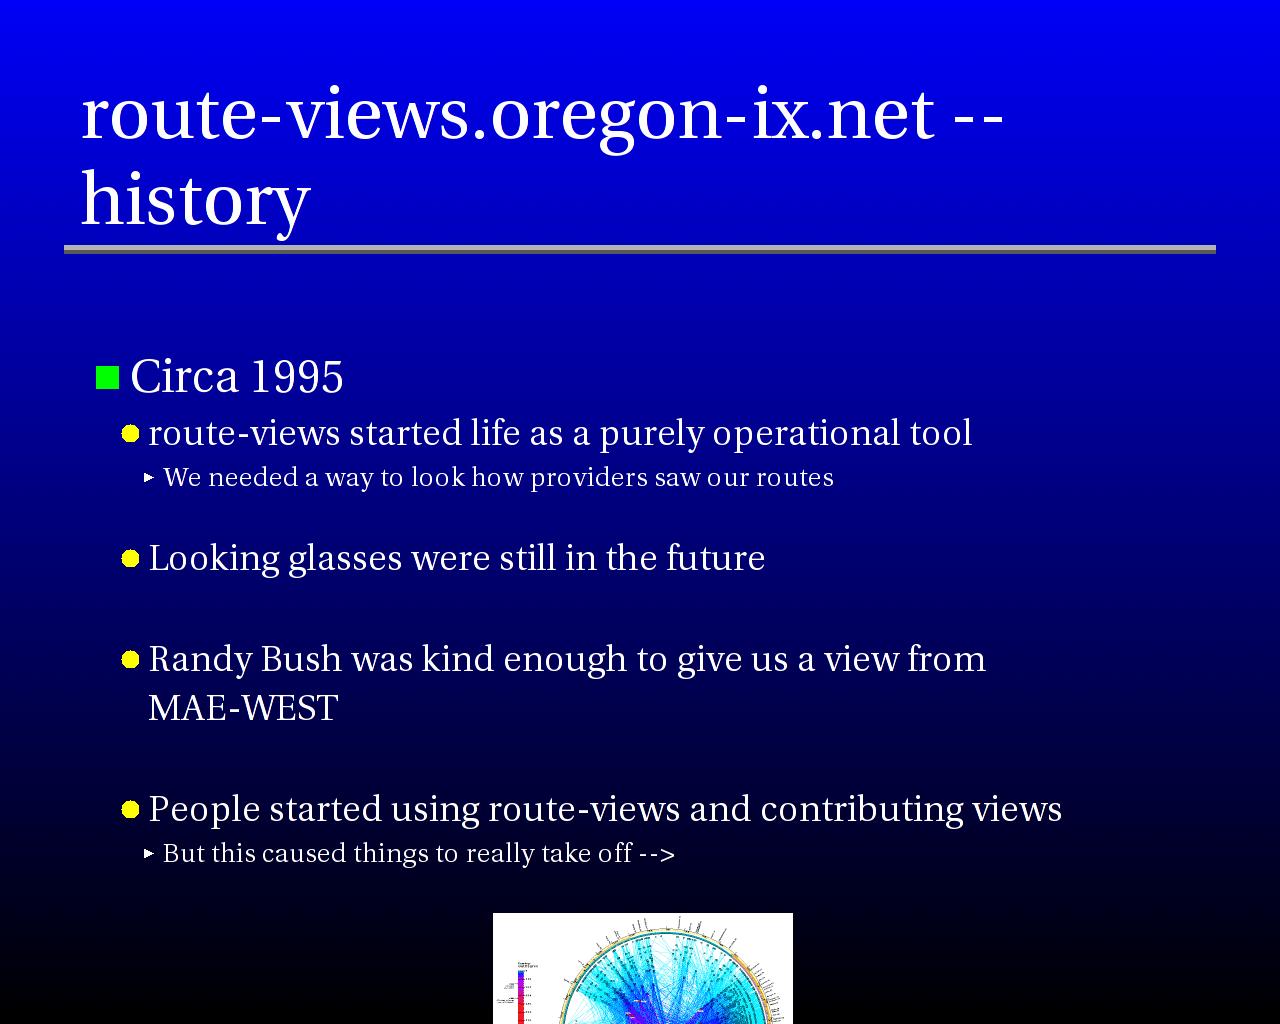 route-views.oregon-ix.net --
history
Circa 1995
route-views started life as a purely operational tool
We needed a way to look how providers saw our routes
Looking glasses were still in the future
Randy Bush was kind enough to give us a view from
MAE-WEST
People started using route-views and contributing views
But this caused things to really take off -->